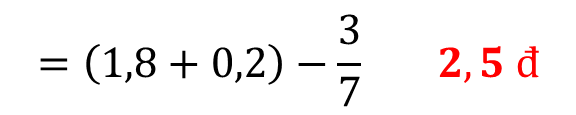 = (1,8 + 0,2) − 3/7 2,5 đ